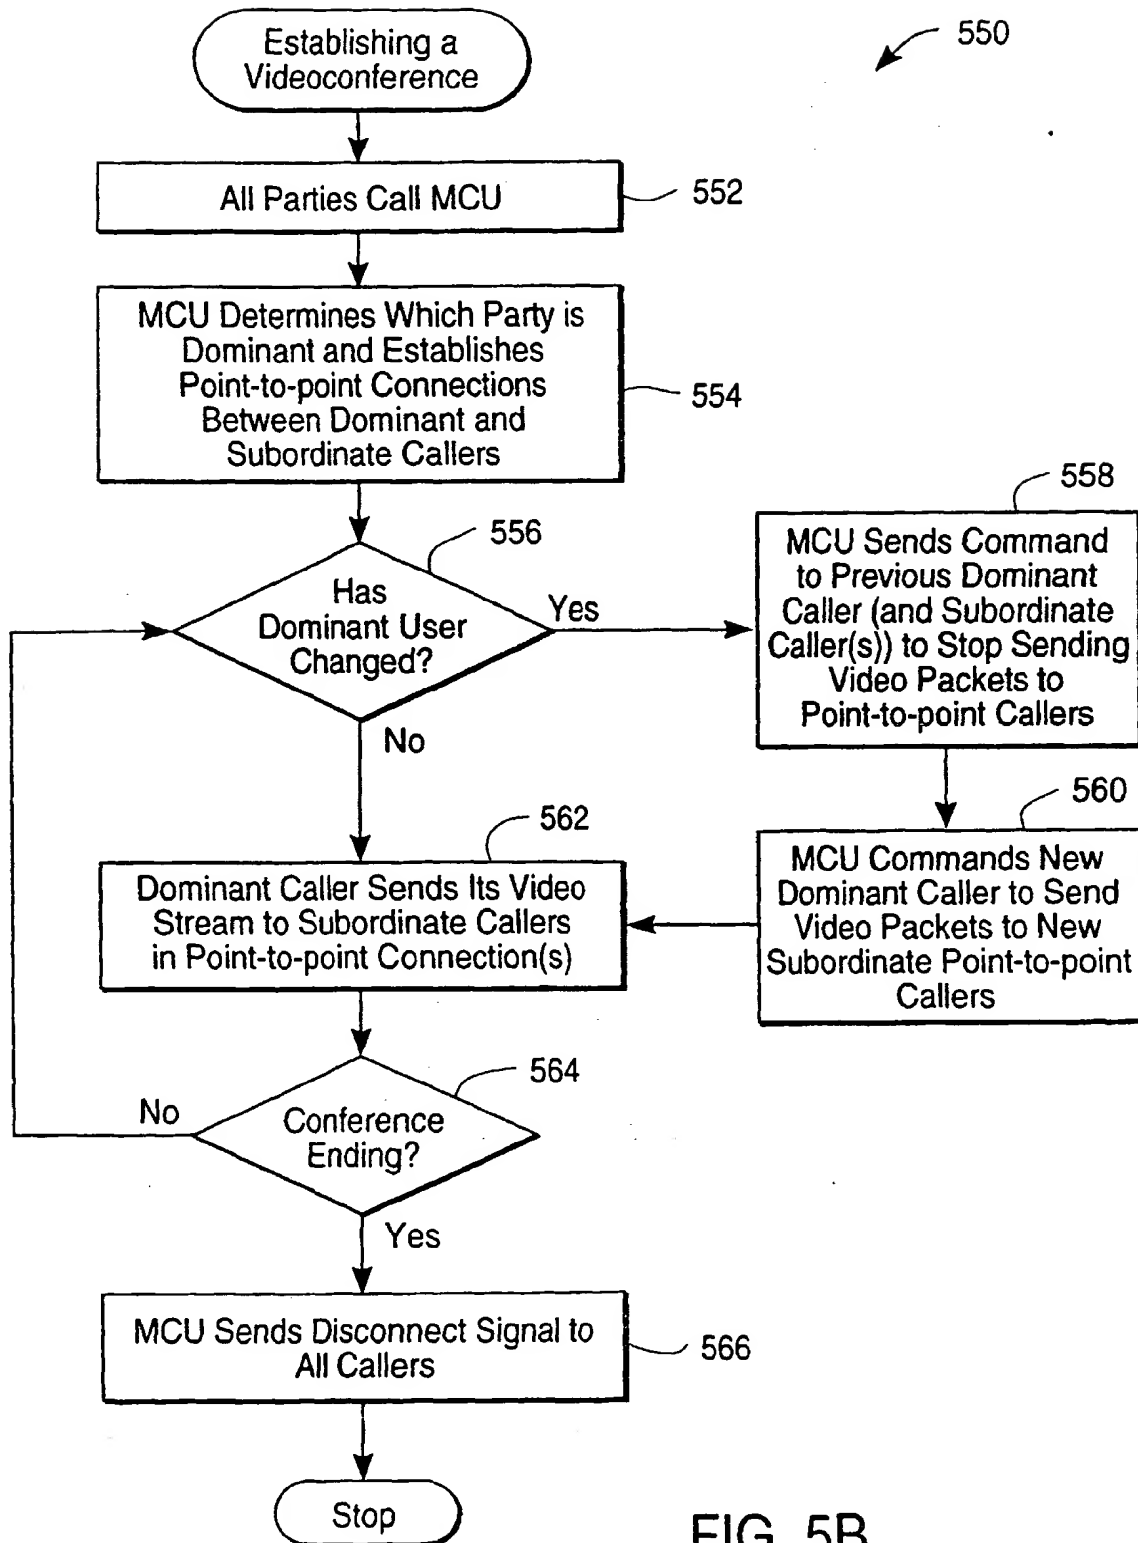 Establishing a
Videoconference
550
All Parties Call MCU
552
MCU Determines Which Party is
Dominant and Establishes
Point-to-point Connections
Between Dominant and
Subordinate Callers
554
556
Has
Dominant User
Changed?
Yes
No
558
MCU Sends Command
to Previous Dominant
Caller (and Subordinate
Caller(s)) to Stop Sending
Video Packets to
Point-to-point Callers
560
MCU Commands New
Dominant Caller to Send
Video Packets to New
Subordinate Point-to-point
Callers
562
Dominant Caller Sends Its Video
Stream to Subordinate Callers
in Point-to-point Connection(s)
564
Conference
Ending?
No
Yes
MCU Sends Disconnect Signal to
All Callers
566
Stop
FIG. 5B